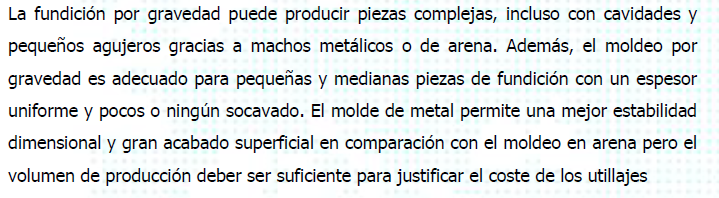 La fundición por gravedad puede producir piezas complejas, incluso con cavidades y
pequeños agujeros gracias a machos metálicos o de arena. Además, el moldeo por
gravedad es adecuado para pequeñas y medianas piezas de fundición con un espesor
uniforme y pocos o ningún socavado. El molde de metal permite una mejor estabilidad
dimensional y gran acabado superficial en comparación con el moldeo en arena pero el
volumen de producción deber ser suficiente para justificar el coste de los utillajes